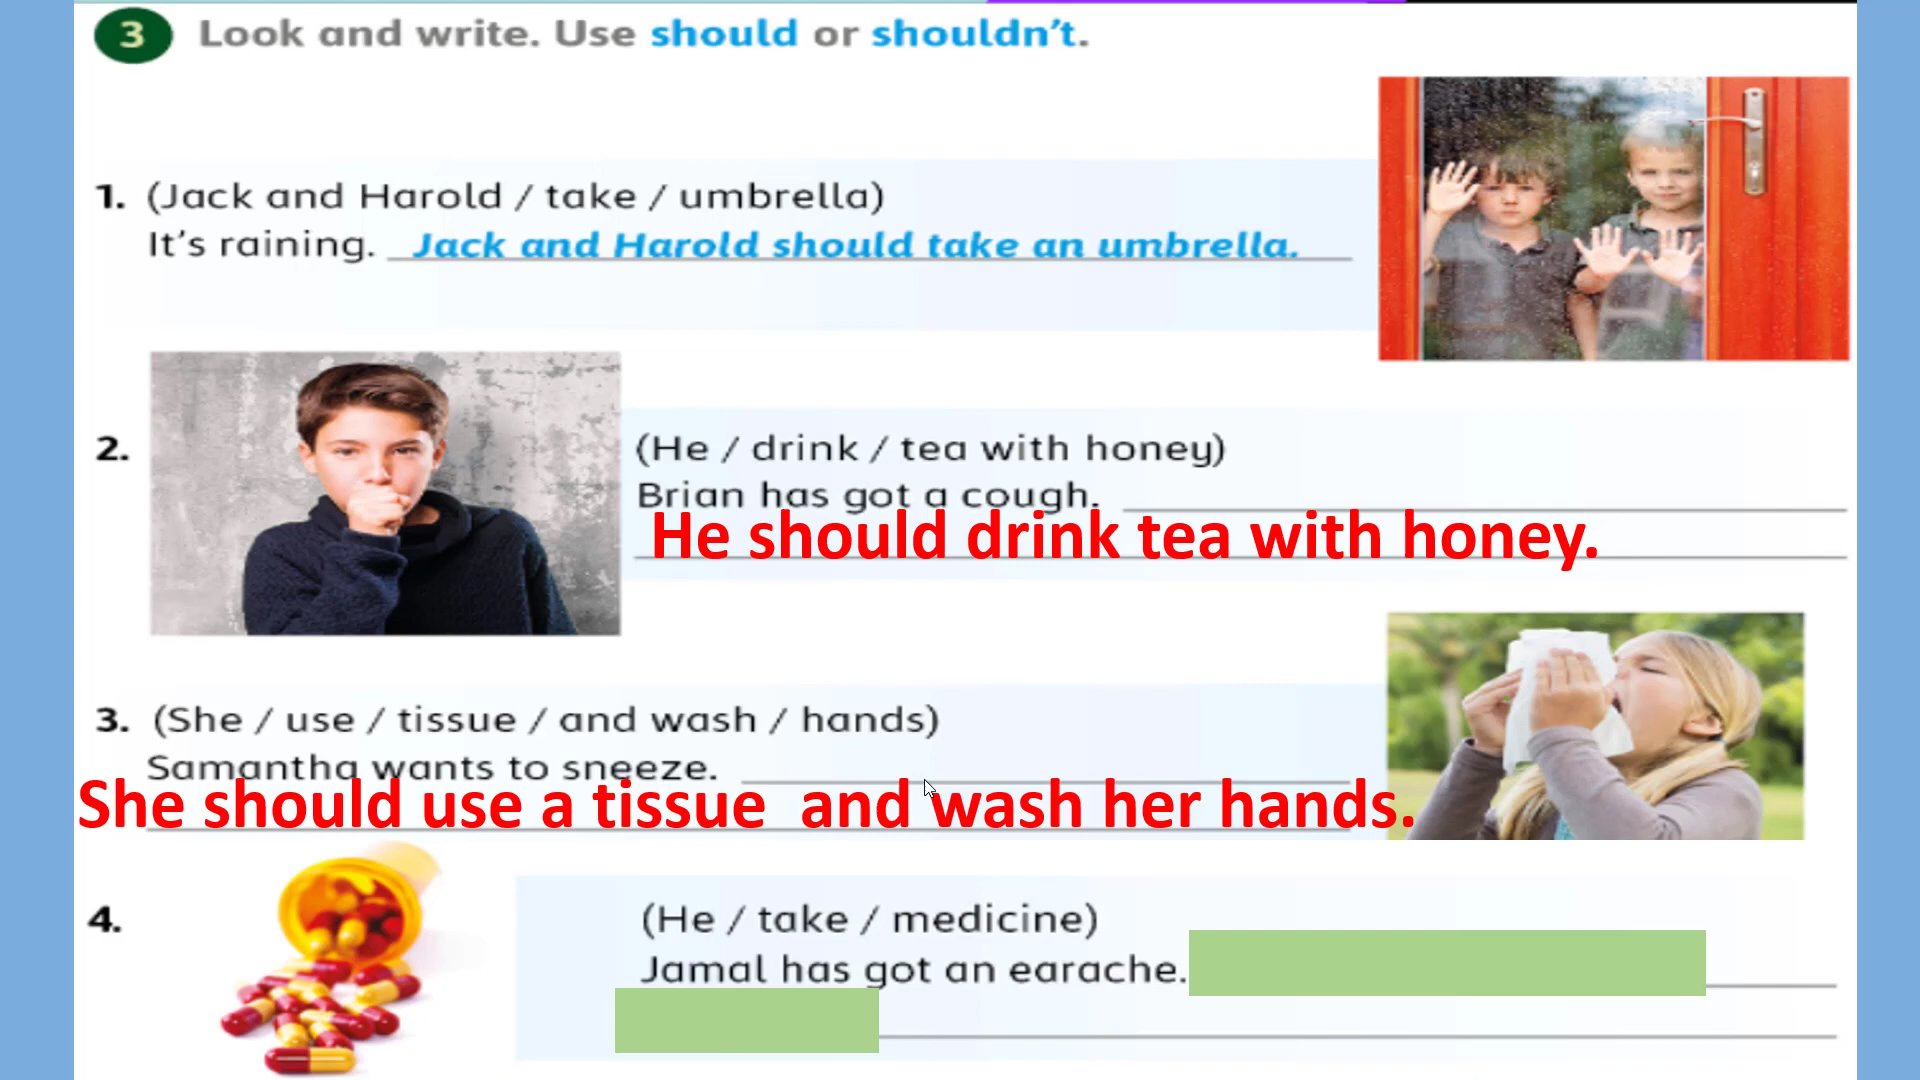 3 Look and write. Use should or shouldn't.
1. (Jack and Harold / take / umbrella)
It's raining. Jack and Harold should take an umbrella.
2. (He / drink / tea with honey)
Brian has got a cough.
He should drink tea with honey.
3. (She / use / tissue / and wash / hands)
Samantha wants to sneeze.
She should use a tissue and wash her hands.
4. (He / take / medicine)
Jamal has got an earache.